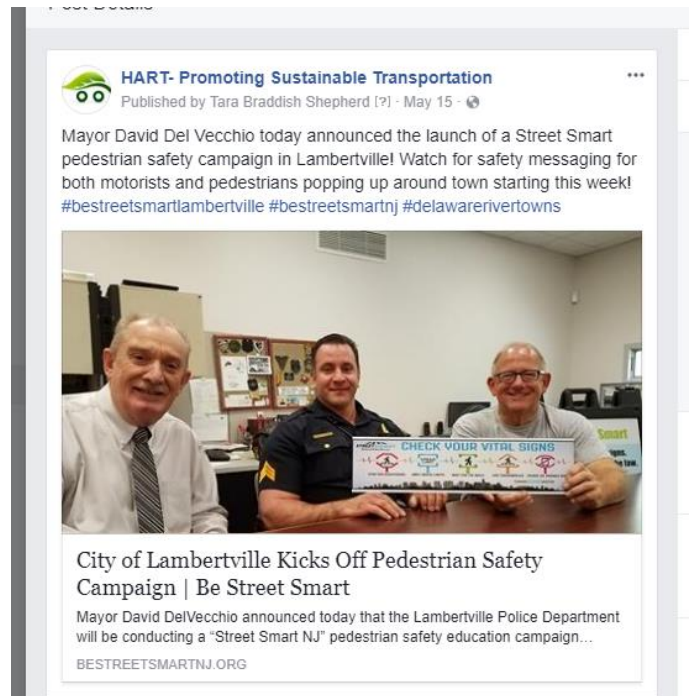 HART- Promoting Sustainable Transportation
Published by Tara Braddish Shepherd [?] · May 15 ·
Mayor David Del Vecchio today announced the launch of a Street Smart
pedestrian safety campaign in Lambertville! Watch for safety messaging for
both motorists and pedestrians popping up around town starting this week!
#bestreetsmartlambertville #bestreetsmartnj #delawarerivertowns
CHECK YOUR VITAL SIGNS
Smart
City of Lambertville Kicks Off Pedestrian Safety
Campaign | Be Street Smart
Mayor David DelVecchio announced today that the Lambertville Police Department
will be conducting a “Street Smart NJ” pedestrian safety education campaign...
BESTREETSMARTNJ.ORG